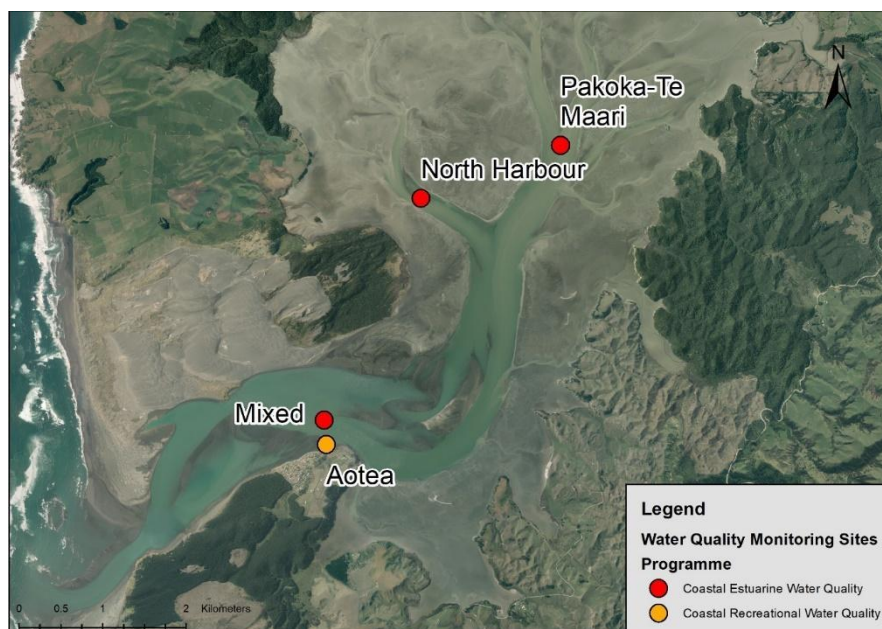 N
Pakoka-Te
Maari
North Harbour
Mixed
Aotea
Legend
Water Quality Monitoring Sites
Programme
Coastal Estuarine Water Quality
Coastal Recreational Water Quality
0 0.5 1 2 Kilometers